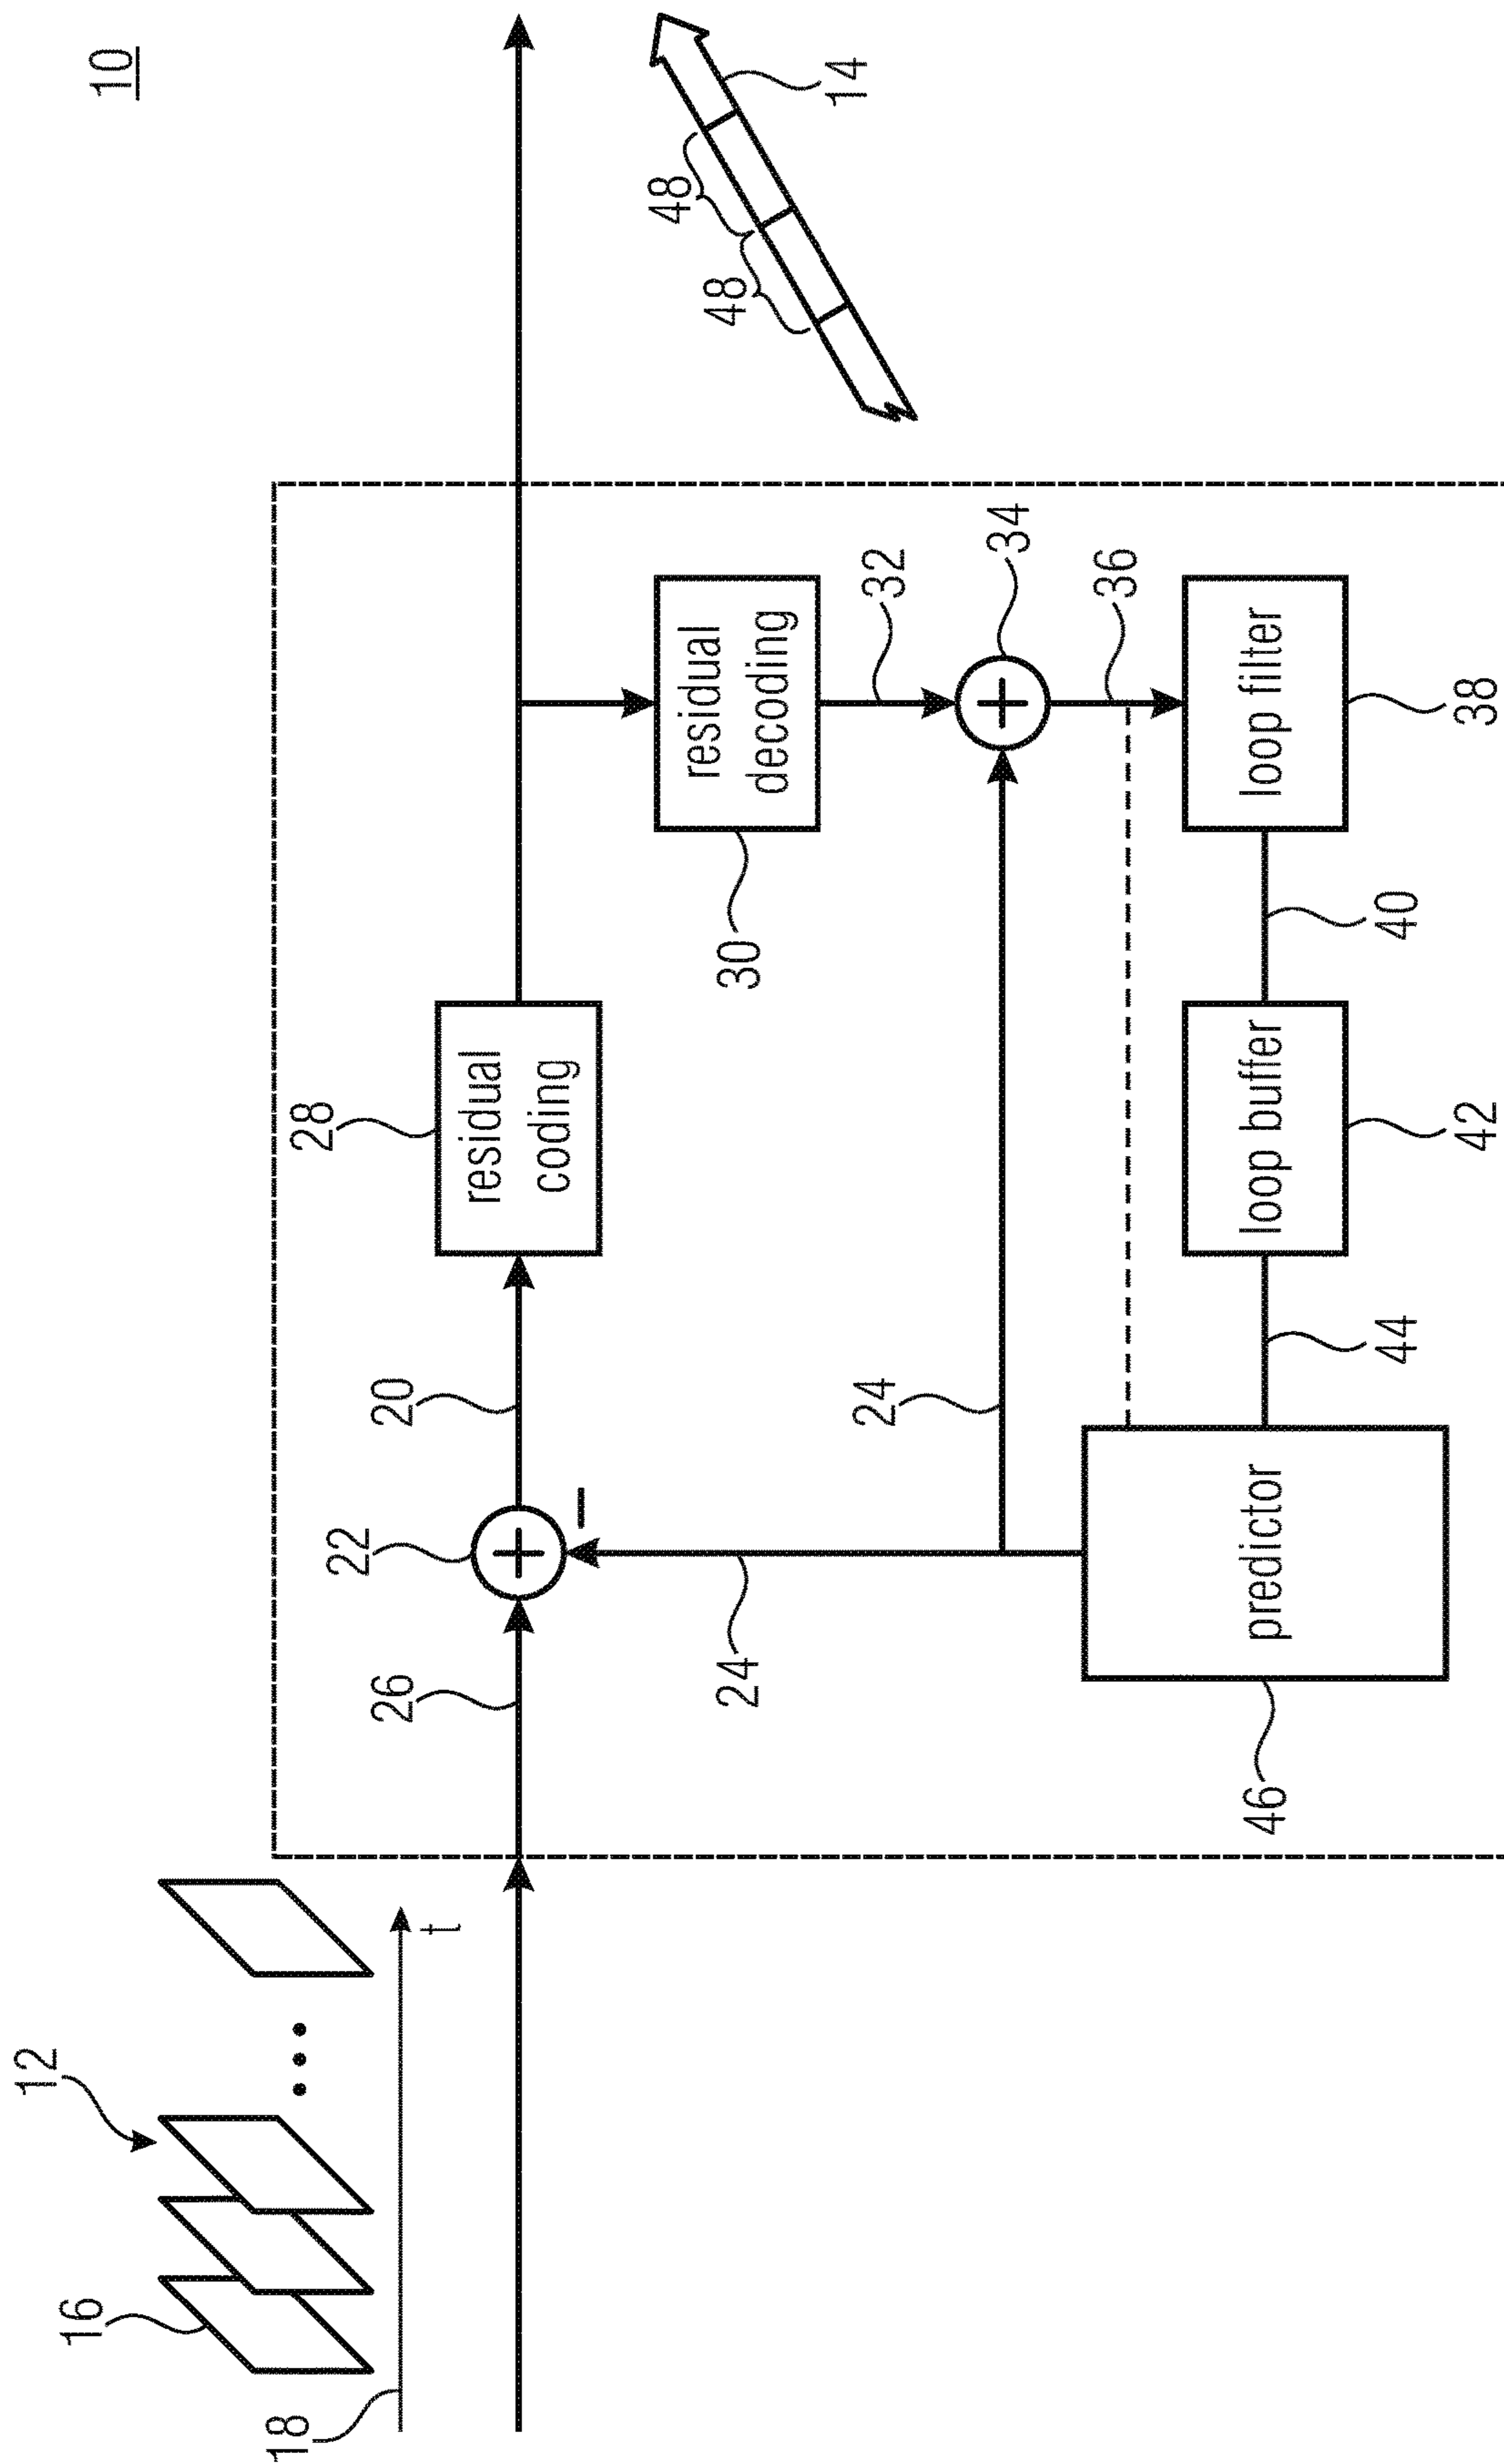 10
12
16
18
t
28
22
20
26
residual
coding
48
48
14
24
24
residual
decoding
30
32
34
36
predictor
loop buffer
loop filter
46
44
42
40
38